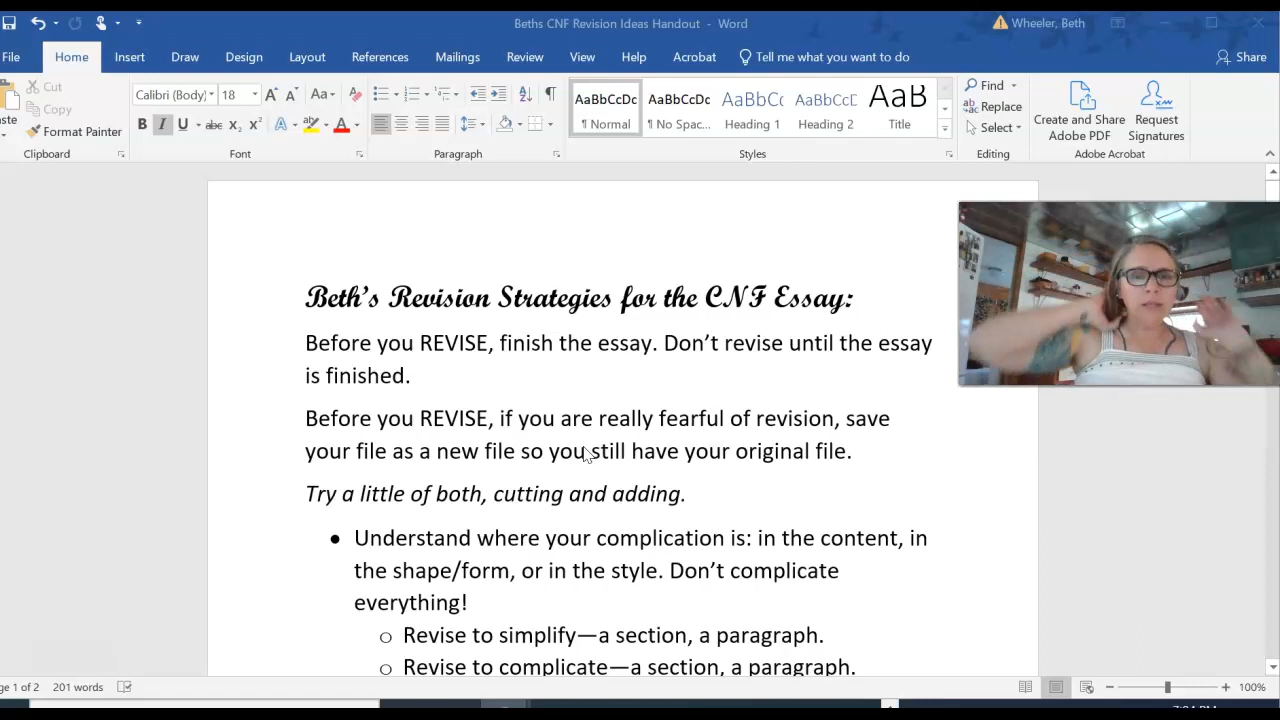 Beths CNF Revision Ideas Handout - Word
Wheeler, Beth
File Home Insert Draw Design Layout References Mailings Review View Help Acrobat Tell me what you want to do Share
Cut
Copy
Format Painter
Clipboard
Calibri (Body) 18
Font
Paragraph
AaBbCcDc AaBbCcDc AaBbCc AaBbCcD AaB
¶ Normal ¶ No Spac... Heading 1 Heading 2 Title
Styles
Find
Replace
Select
Editing
Create and Share Adobe PDF
Request Signatures
Adobe Acrobat
Beth's Revision Strategies for the CNF Essay:
Before you REVISE, finish the essay. Don't revise until the essay
is finished.
Before you REVISE, if you are really fearful of revision, save
your file as a new file so you still have your original file.
Try a little of both, cutting and adding.
• Understand where your complication is: in the content, in
the shape/form, or in the style. Don't complicate
everything!
o Revise to simplify—a section, a paragraph.
o Revise to complicate—a section, a paragraph.
ge 1 of 2 201 words 100%